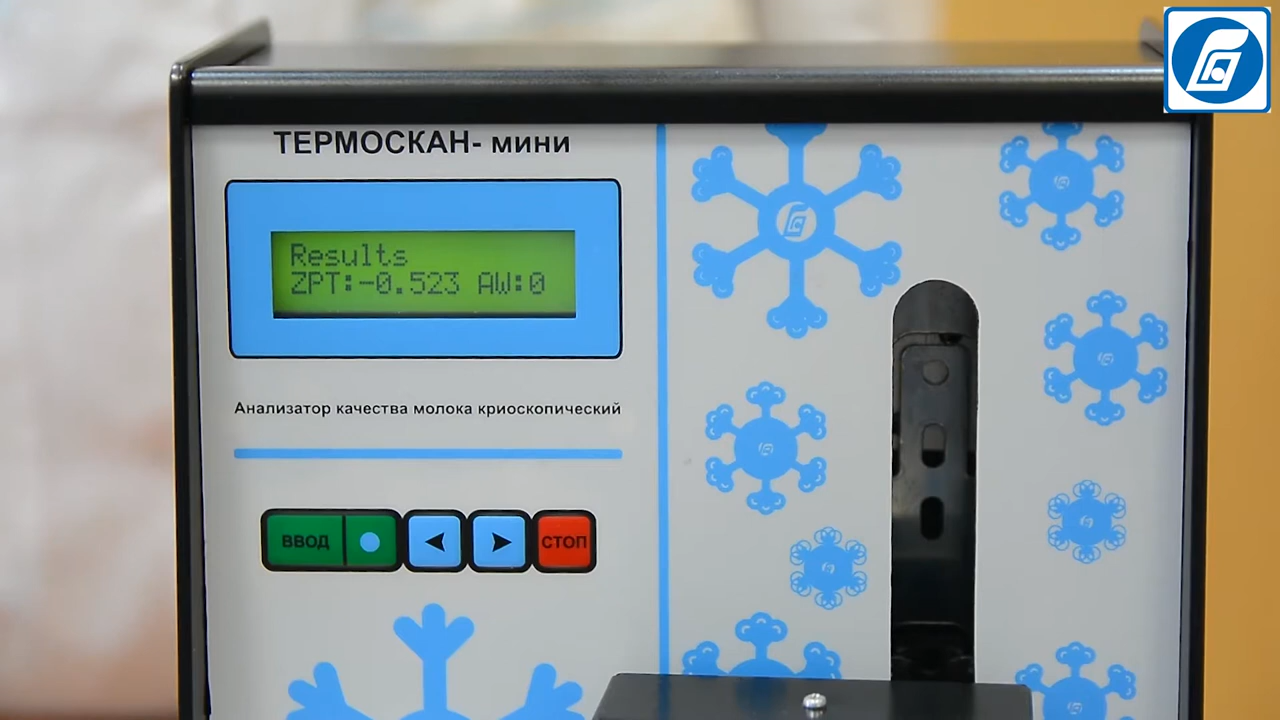 ТЕРМОСКАН- мини
Results
ZPT:-0.523 AW:0
Анализатор качества молока криоскопический
ВВОД
СТОП